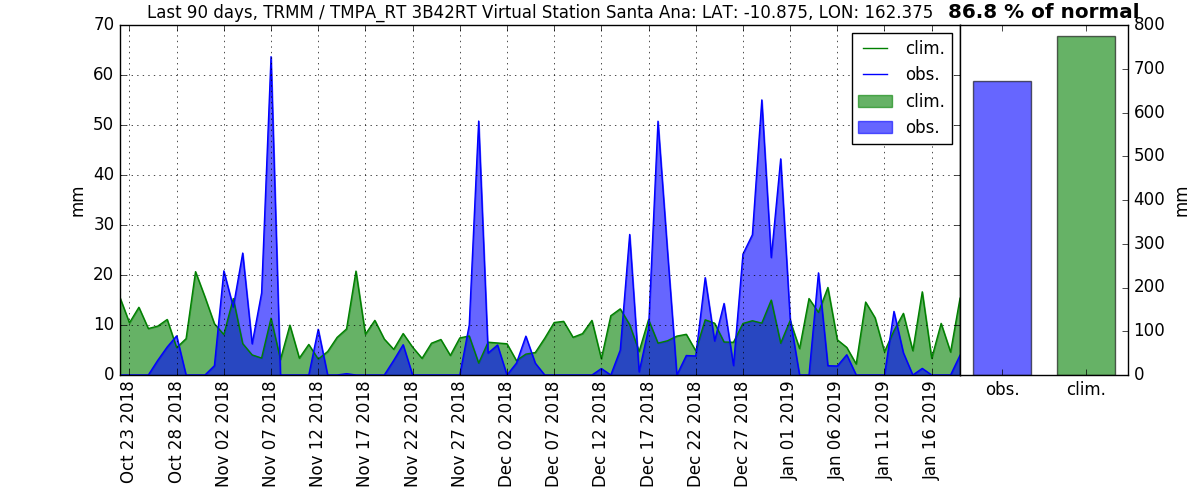 Last 90 days, TRMM / TMPA_RT 3B42RT Virtual Station Santa Ana: LAT: -10.875, LON: 162.375
86.8 % of normal
70
60
50
40
30
20
10
0
mm
clim.
obs.
clim.
obs.
800
700
600
500
400
300
200
100
0
mm
Oct 23 2018
Oct 28 2018
Nov 02 2018
Nov 07 2018
Nov 12 2018
Nov 17 2018
Nov 22 2018
Nov 27 2018
Dec 02 2018
Dec 07 2018
Dec 12 2018
Dec 17 2018
Dec 22 2018
Dec 27 2018
Jan 01 2019
Jan 06 2019
Jan 11 2019
Jan 16 2019
obs.
clim.